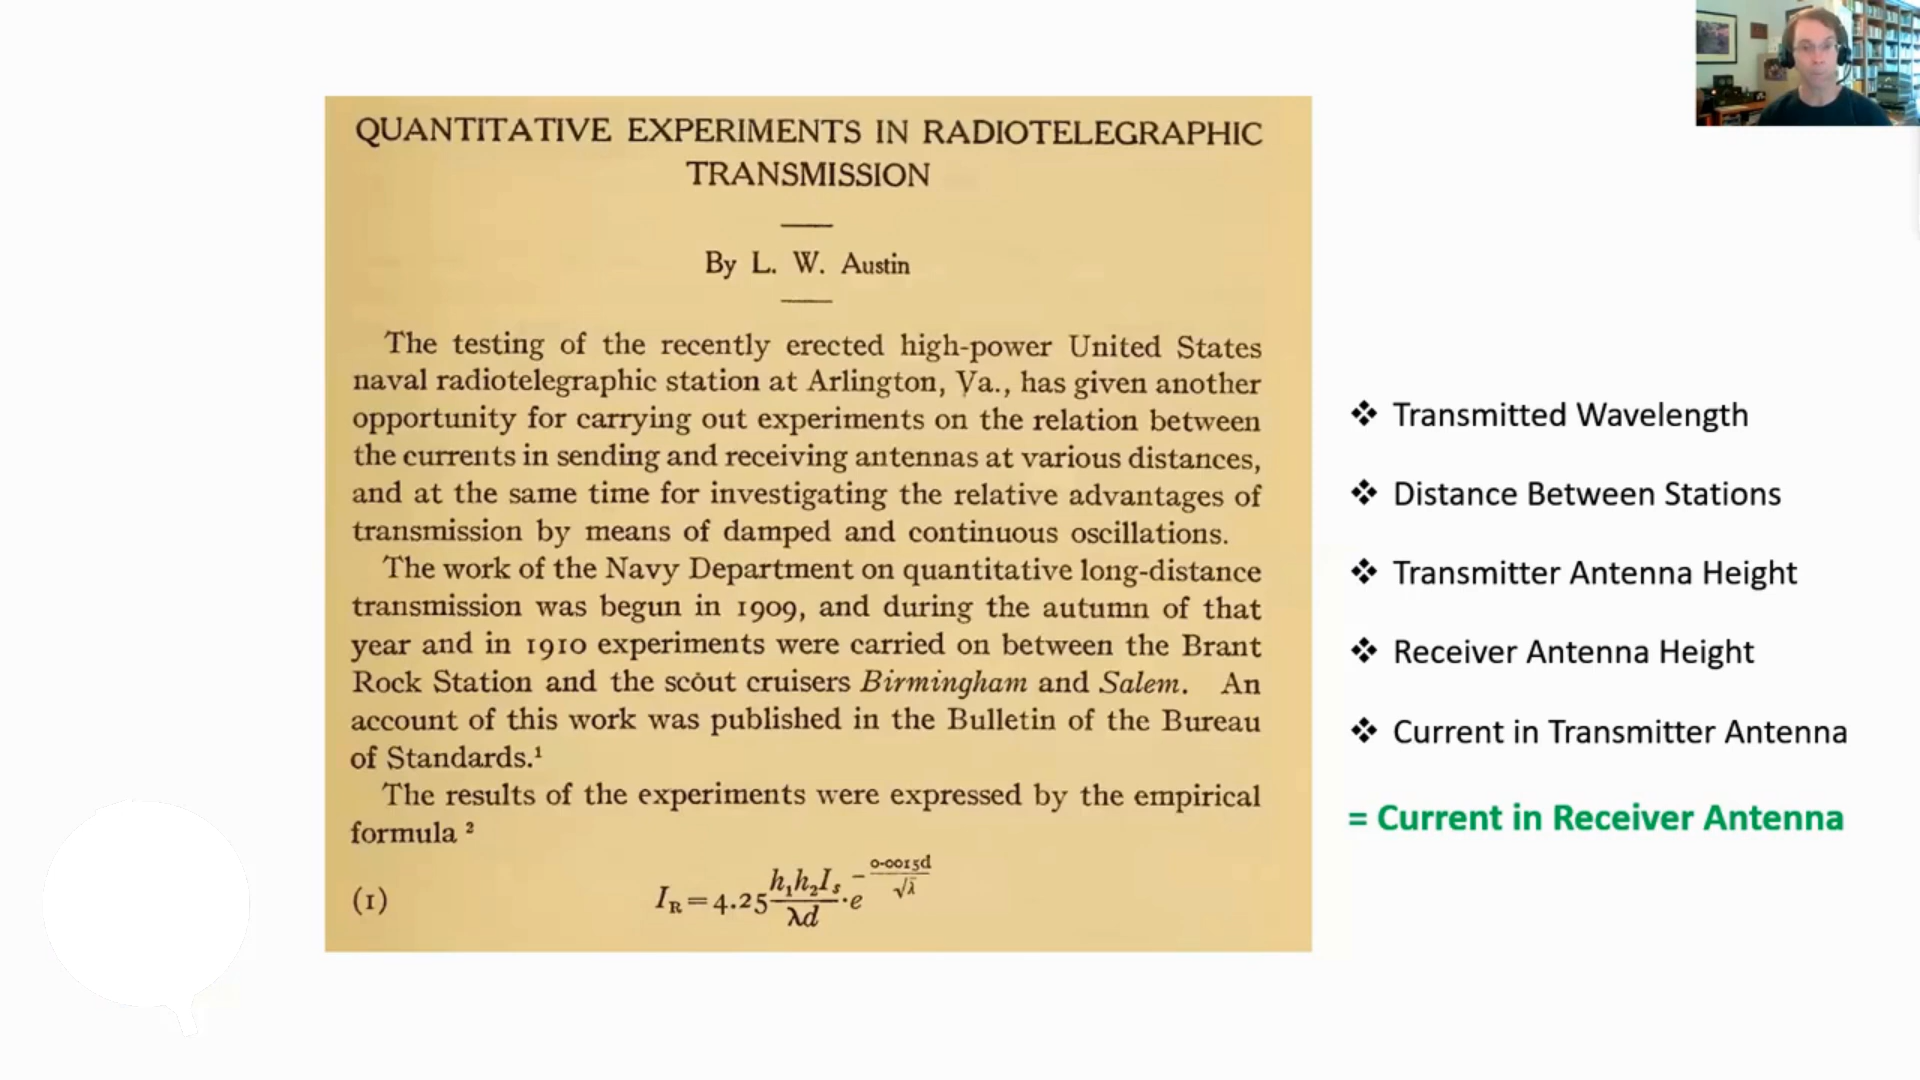 QUANTITATIVE EXPERIMENTS IN RADIOTELEGRAPHIC
TRANSMISSION
By L. W. Austin
The testing of the recently erected high-power United States
naval radiotelegraphic station at Arlington, Va., has given another
opportunity for carrying out experiments on the relation between
the currents in sending and receiving antennas at various distances,
and at the same time for investigating the relative advantages of
transmission by means of damped and continuous oscillations.
The work of the Navy Department on quantitative long-distance
transmission was begun in 1909, and during the autumn of that
year and in 1910 experiments were carried on between the Brant
Rock Station and the scout cruisers Birmingham and Salem. An
account of this work was published in the Bulletin of the Bureau
of Standards.¹
The results of the experiments were expressed by the empirical
formula ²
(1) I_R = 4.25 h₁h₂I_s/λd · e^(−0.0015d/√λ)
❖ Transmitted Wavelength
❖ Distance Between Stations
❖ Transmitter Antenna Height
❖ Receiver Antenna Height
❖ Current in Transmitter Antenna
= Current in Receiver Antenna